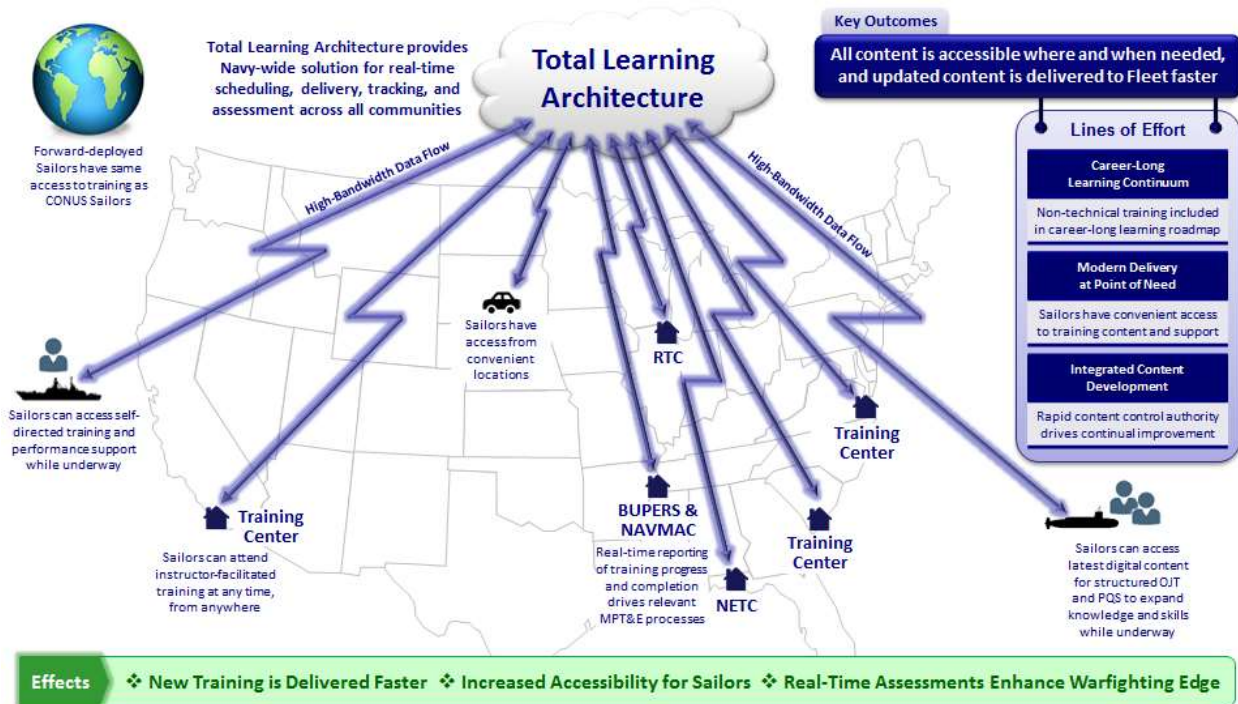 Total Learning Architecture provides
Navy-wide solution for real-time
scheduling, delivery, tracking, and
assessment across all communities
Total Learning
Architecture
Key Outcomes
All content is accessible where and when needed,
and updated content is delivered to Fleet faster
Lines of Effort
Career-Long
Learning Continuum
Non-technical training included
in career-long learning roadmap
Modern Delivery
at Point of Need
Sailors have convenient access
to training content and support
Integrated Content
Development
Rapid content control authority
drives continual improvement
Forward-deployed
Sailors have same
access to training as
CONUS Sailors
High-Bandwidth Data Flow
High-Bandwidth Data Flow
Sailors have
access from
convenient
locations
RTC
Sailors can access self-
directed training and
performance support
while underway
Training
Center
Training
Center
Sailors can attend
instructor-facilitated
training at any time,
from anywhere
BUPERS &
NAVMAC
Real-time reporting
of training progress
and completion
drives relevant
MPT&E processes
NETC
Training
Center
Sailors can access
latest digital content
for structured OJT
and PQS to expand
knowledge and skills
while underway
Effects
❖ New Training is Delivered Faster ❖ Increased Accessibility for Sailors ❖ Real-Time Assessments Enhance Warfighting Edge